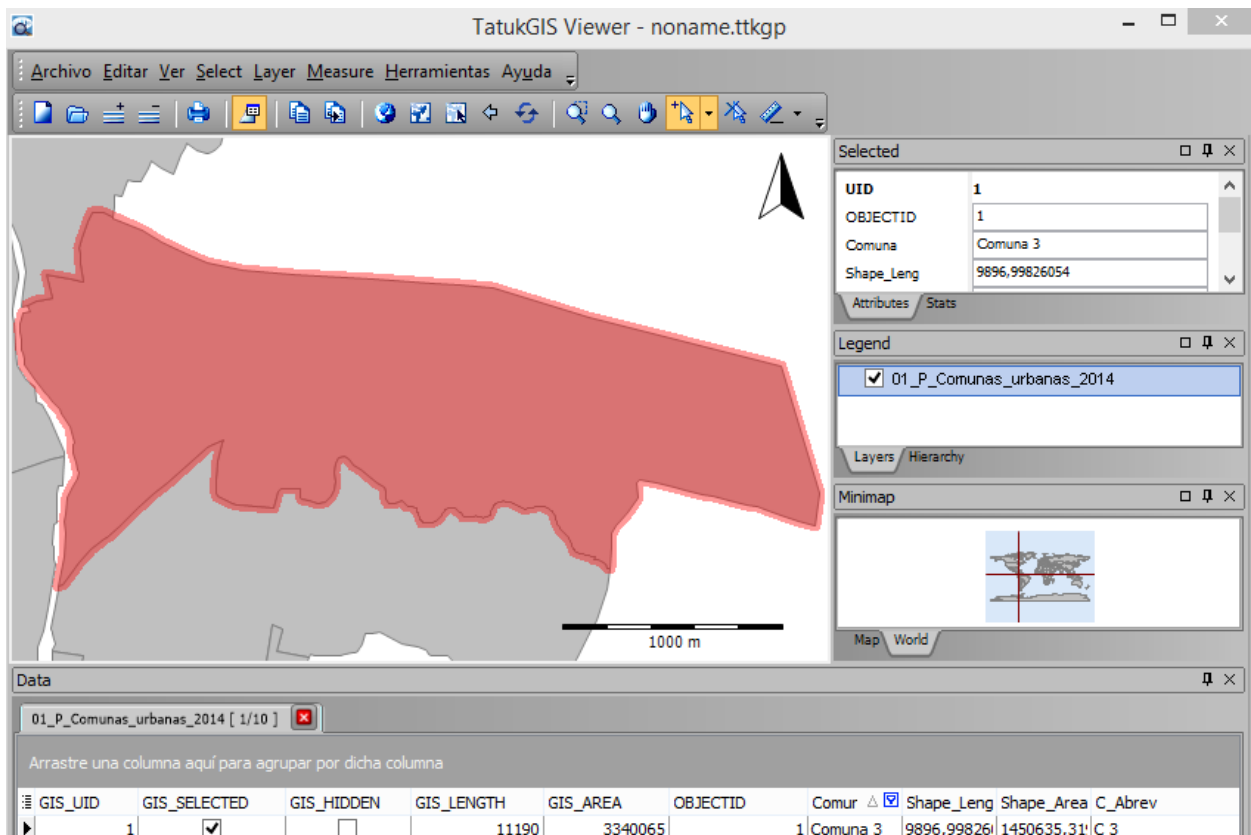 TatukGIS Viewer - noname.ttkgp
Archivo Editar Ver Select Layer Measure Herramientas Ayuda
Selected
UID 1
OBJECTID 1
Comuna Comuna 3
Shape_Leng 9896,99826054
Attributes Stats
Legend
01_P_Comunas_urbanas_2014
Layers Hierarchy
Minimap
1000 m
Map World
Data
01_P_Comunas_urbanas_2014 [ 1/10 ]
Arrastre una columna aquí para agrupar por dicha columna
GIS_UID GIS_SELECTED GIS_HIDDEN GIS_LENGTH GIS_AREA OBJECTID Comur Shape_Leng Shape_Area C_Abrev
1 11190 3340065 1 Comuna 3 9896,99826 1450635,31 C 3